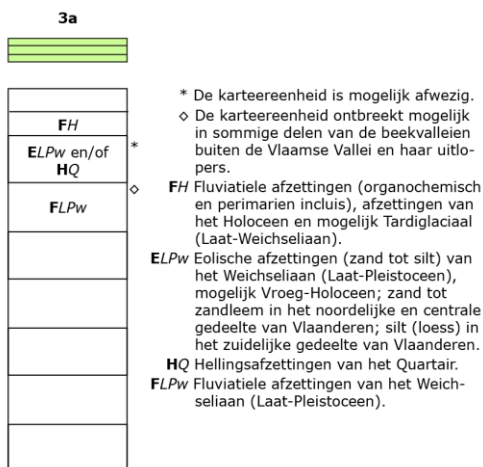 3a
FH
ELPw en/of
HQ
*
◇
FLPw
* De karteereenheid is mogelijk afwezig.
◇ De karteereenheid ontbreekt mogelijk
in sommige delen van de beekvalleien
buiten de Vlaamse Vallei en haar uitlo-
pers.
FH Fluviatiele afzettingen (organochemisch
en perimarien incluis), afzettingen van
het Holoceen en mogelijk Tardiglaciaal
(Laat-Weichseliaan).
ELPw Eolische afzettingen (zand tot silt) van
het Weichseliaan (Laat-Pleistoceen),
mogelijk Vroeg-Holoceen; zand tot
zandleem in het noordelijke en centrale
gedeelte van Vlaanderen; silt (loess) in
het zuidelijke gedeelte van Vlaanderen.
HQ Hellingsafzettingen van het Quartair.
FLPw Fluviatiele afzettingen van het Weich-
seliaan (Laat-Pleistoceen).